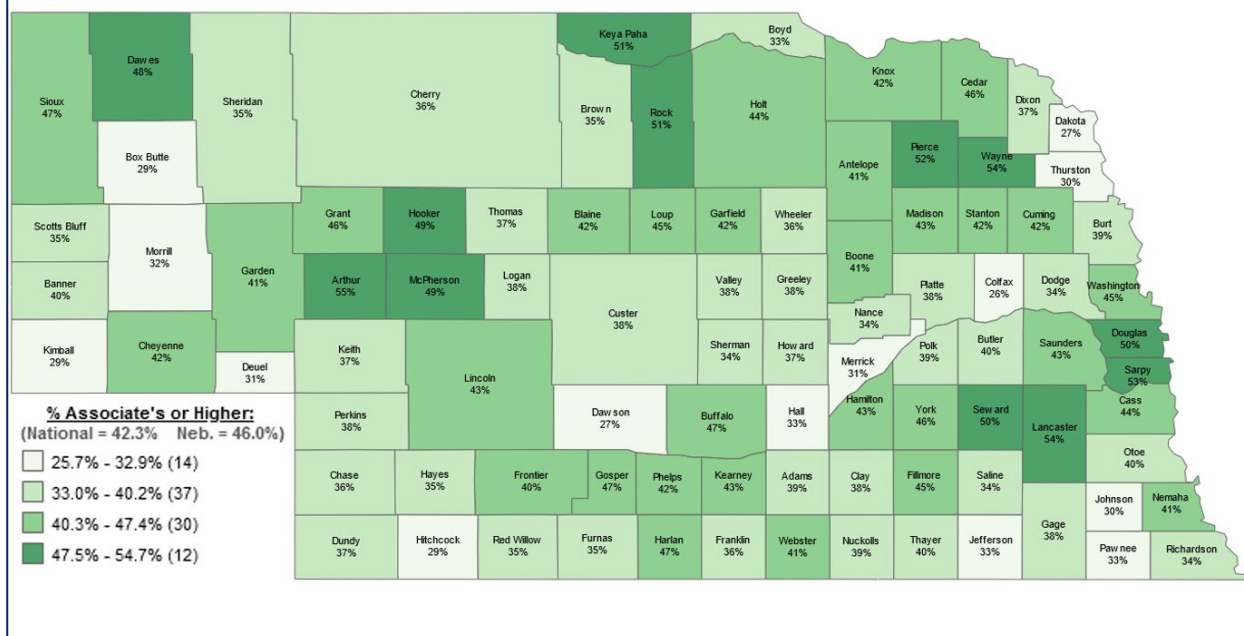 Keya Paha
51%
Boyd
33%
Dawes
48%
Sioux
47%
Sheridan
35%
Cherry
36%
Brown
35%
Rock
51%
Holt
44%
Knox
42%
Cedar
46%
Dixon
37%
Dakota
27%
Box Butte
29%
Antelope
41%
Pierce
52%
Wayne
54%
Thurston
30%
Scotts Bluff
35%
Morrill
32%
Grant
46%
Hooker
49%
Thomas
37%
Blaine
42%
Loup
45%
Garfield
42%
Wheeler
36%
Madison
43%
Stanton
42%
Cuming
42%
Burt
39%
Banner
40%
Garden
41%
Arthur
55%
McPherson
49%
Logan
38%
Custer
38%
Valley
38%
Greeley
38%
Boone
41%
Platte
38%
Colfax
26%
Dodge
34%
Washington
45%
Nance
34%
Kimball
29%
Cheyenne
42%
Deuel
31%
Keith
37%
Lincoln
43%
Sherman
34%
Howard
37%
Merrick
31%
Polk
39%
Butler
40%
Saunders
43%
Douglas
50%
Sarpy
53%
Perkins
38%
Dawson
27%
Buffalo
47%
Hall
33%
Hamilton
43%
York
46%
Seward
50%
Lancaster
54%
Cass
44%
Otoe
40%
Chase
36%
Hayes
35%
Frontier
40%
Gosper
47%
Phelps
42%
Kearney
43%
Adams
39%
Clay
38%
Fillmore
45%
Saline
34%
Johnson
30%
Nemaha
41%
Gage
38%
Dundy
37%
Hitchcock
29%
Red Willow
35%
Furnas
35%
Harlan
47%
Franklin
36%
Webster
41%
Nuckolls
39%
Thayer
40%
Jefferson
33%
Pawnee
33%
Richardson
34%
% Associate's or Higher:
(National = 42.3% Neb. = 46.0%)
25.7% - 32.9% (14)
33.0% - 40.2% (37)
40.3% - 47.4% (30)
47.5% - 54.7% (12)